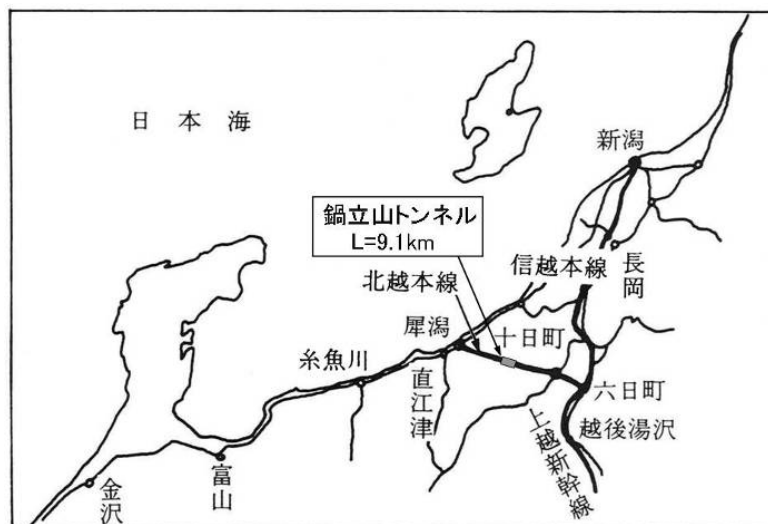 日本海
新潟
鍋立山トンネル
L=9.1km
信越本線
長岡
北越本線
犀潟
十日町
糸魚川
直江津
六日町
越後湯沢
上越新幹線
富山
金沢